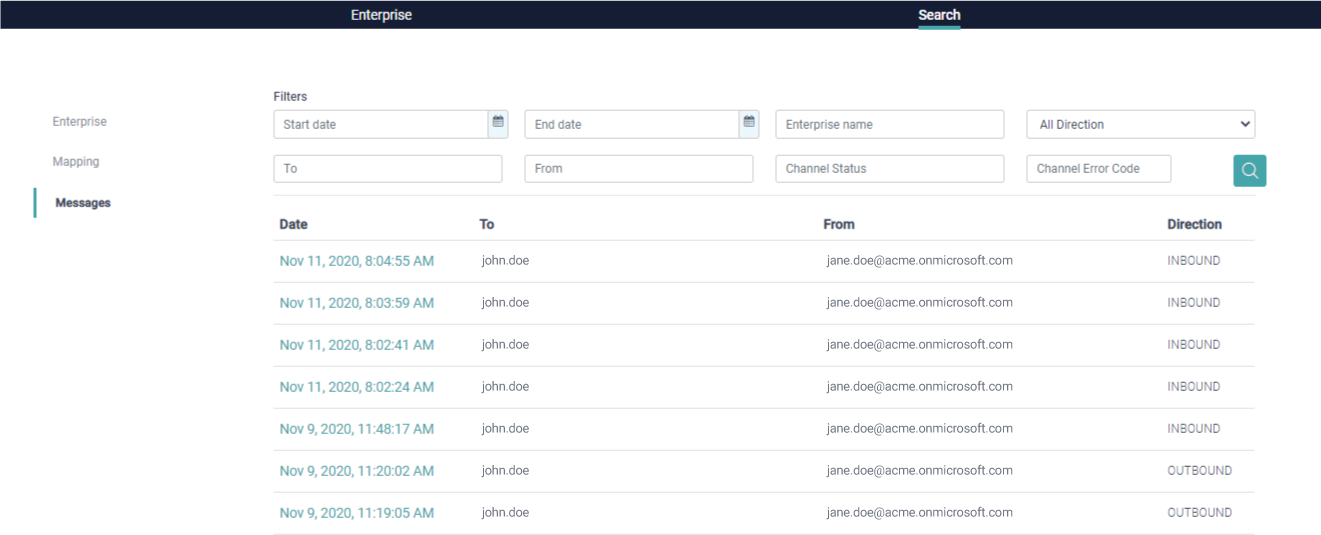 Enterprise Search
Filters
Enterprise
Mapping
Messages
Start date End date Enterprise name All Direction
To From Channel Status Channel Error Code
Date To From Direction
Nov 11, 2020, 8:04:55 AM john.doe jane.doe@acme.onmicrosoft.com INBOUND
Nov 11, 2020, 8:03:59 AM john.doe jane.doe@acme.onmicrosoft.com INBOUND
Nov 11, 2020, 8:02:41 AM john.doe jane.doe@acme.onmicrosoft.com INBOUND
Nov 11, 2020, 8:02:24 AM john.doe jane.doe@acme.onmicrosoft.com INBOUND
Nov 9, 2020, 11:48:17 AM john.doe jane.doe@acme.onmicrosoft.com INBOUND
Nov 9, 2020, 11:20:02 AM john.doe jane.doe@acme.onmicrosoft.com OUTBOUND
Nov 9, 2020, 11:19:05 AM john.doe jane.doe@acme.onmicrosoft.com OUTBOUND